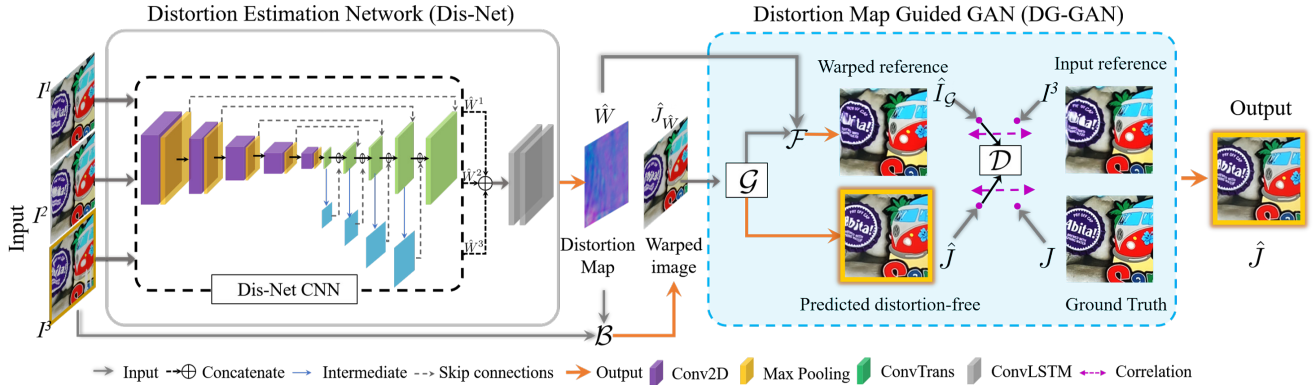 Distortion Estimation Network (Dis-Net)
Distortion Map Guided GAN (DG-GAN)
Input
I¹
I²
I³
Dis-Net CNN
Ŵ¹
Ŵ²
Ŵ³
Ŵ
Ĵ_Ŵ
Distortion
Map
Warped
image
ℬ
𝒢
ℱ
Warped reference
Î_𝒢
I³
Input reference
𝒟
Ĵ
J
Predicted distortion-free
Ground Truth
Output
Ĵ
Abita!!
Input
Concatenate
Intermediate
Skip connections
Output
Conv2D
Max Pooling
ConvTrans
ConvLSTM
Correlation